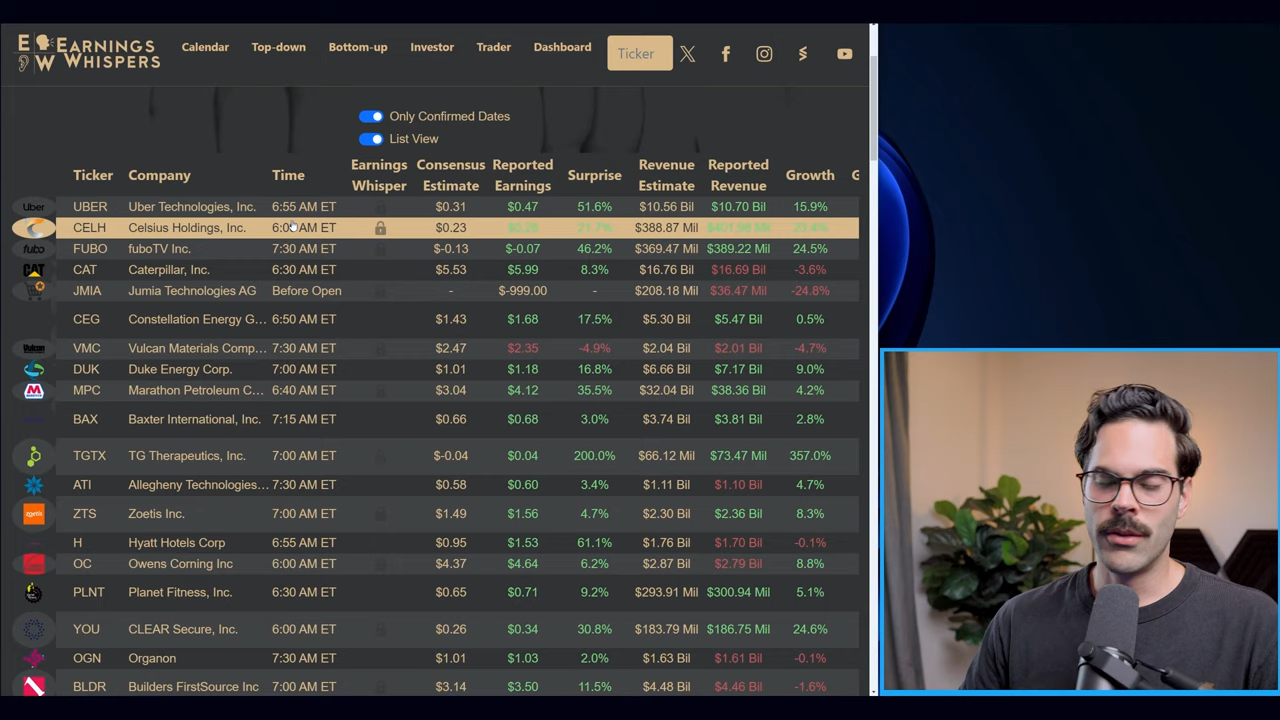 EARNINGS WHISPERS Calendar Top-down Bottom-up Investor Trader Dashboard Ticker
Only Confirmed Dates
List View
Ticker Company Time Earnings Whisper Consensus Estimate Reported Earnings Surprise Revenue Estimate Reported Revenue Growth G
Uber UBER Uber Technologies, Inc. 6:55 AM ET $0.31 $0.47 51.6% $10.56 Bil $10.70 Bil 15.9%
CELH Celsius Holdings, Inc. 6:00 AM ET $0.23 $0.28 21.7% $388.87 Mil 23.4%
fubo FUBO fuboTV Inc. 7:30 AM ET $-0.13 $-0.07 46.2% $369.47 Mil $389.22 Mil 24.5%
CAT CAT Caterpillar, Inc. 6:30 AM ET $5.53 $5.99 8.3% $16.76 Bil $16.69 Bil -3.6%
JMIA Jumia Technologies AG Before Open - $-999.00 - $208.18 Mil $36.47 Mil -24.8%
CEG Constellation Energy G... 6:50 AM ET $1.43 $1.68 17.5% $5.30 Bil $5.47 Bil 0.5%
Vulcan VMC Vulcan Materials Comp... 7:30 AM ET $2.47 $2.35 -4.9% $2.04 Bil $2.01 Bil -4.7%
DUK Duke Energy Corp. 7:00 AM ET $1.01 $1.18 16.8% $6.66 Bil $7.17 Bil 9.0%
MPC Marathon Petroleum C... 6:40 AM ET $3.04 $4.12 35.5% $32.04 Bil $38.36 Bil 4.2%
BAX Baxter International, Inc. 7:15 AM ET $0.66 $0.68 3.0% $3.74 Bil $3.81 Bil 2.8%
TGTX TG Therapeutics, Inc. 7:00 AM ET $-0.04 $0.04 200.0% $66.12 Mil $73.47 Mil 357.0%
ATI Allegheny Technologies... 7:30 AM ET $0.58 $0.60 3.4% $1.11 Bil $1.10 Bil 4.7%
zoetis ZTS Zoetis Inc. 7:00 AM ET $1.49 $1.56 4.7% $2.30 Bil $2.36 Bil 8.3%
H Hyatt Hotels Corp 6:55 AM ET $0.95 $1.53 61.1% $1.76 Bil $1.70 Bil -0.1%
OC Owens Corning Inc 6:00 AM ET $4.37 $4.64 6.2% $2.87 Bil $2.79 Bil 8.8%
PLNT Planet Fitness, Inc. 6:30 AM ET $0.65 $0.71 9.2% $293.91 Mil $300.94 Mil 5.1%
YOU CLEAR Secure, Inc. 6:00 AM ET $0.26 $0.34 30.8% $183.79 Mil $186.75 Mil 24.6%
OGN Organon 7:30 AM ET $1.01 $1.03 2.0% $1.63 Bil $1.61 Bil -0.1%
BLDR Builders FirstSource Inc 7:00 AM ET $3.14 $3.50 11.5% $4.48 Bil $4.46 Bil -1.6%